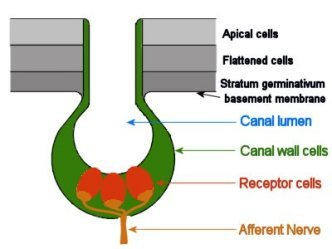 Apical cells
Flattened cells
Stratum germinativum
basement membrane
Canal lumen
Canal wall cells
Receptor cells
Afferent Nerve